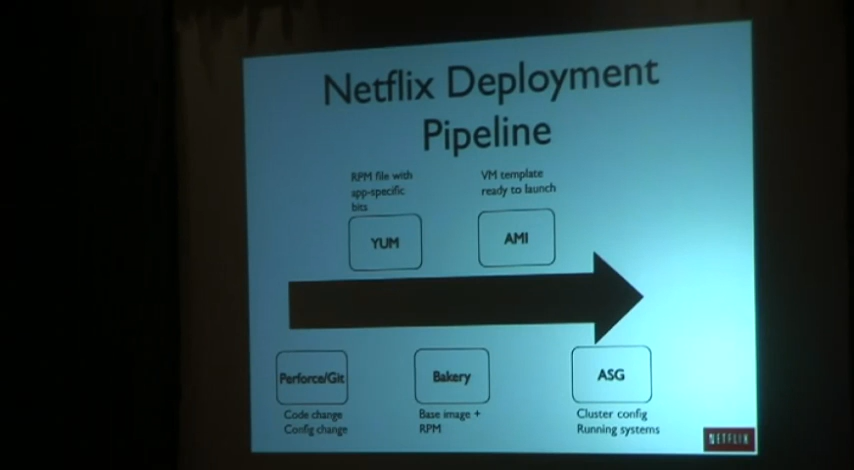 Netflix Deployment
Pipeline
RPM file with
app-specific
bits
VM template
ready to launch
YUM
AMI
Perforce/Git
Bakery
ASG
Code change
Config change
Base image +
RPM
Cluster config
Running systems
NETFLIX